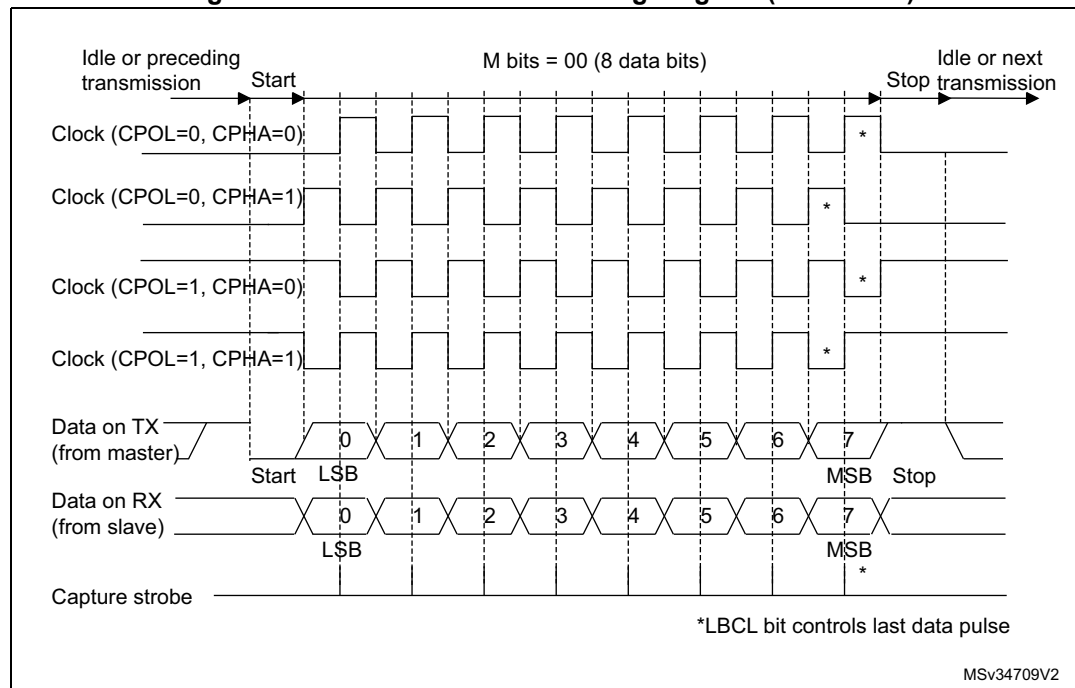 Idle or preceding
transmission
Start
M bits = 00 (8 data bits)
Stop
Idle or next
transmission
Clock (CPOL=0, CPHA=0)
*
Clock (CPOL=0, CPHA=1)
*
Clock (CPOL=1, CPHA=0)
*
Clock (CPOL=1, CPHA=1)
*
Data on TX
(from master)
0 1 2 3 4 5 6 7
Start LSB MSB Stop
Data on RX
(from slave)
0 1 2 3 4 5 6 7
LSB MSB
*
Capture strobe
*LBCL bit controls last data pulse
MSv34709V2